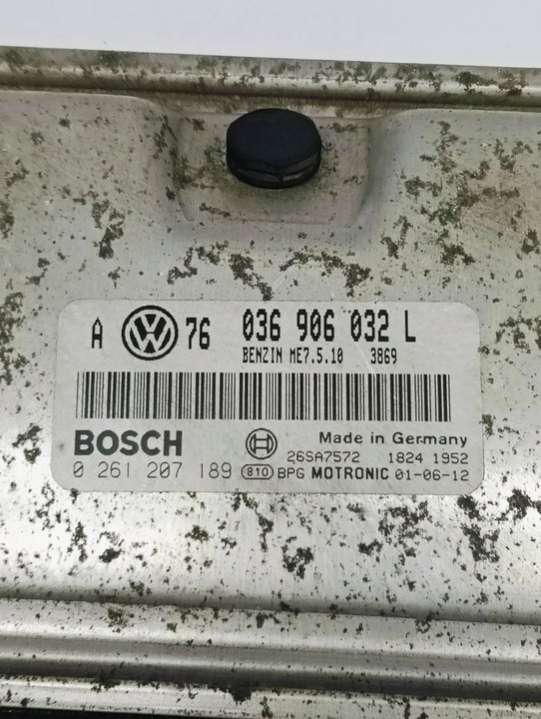 A VW 76 036 906 032 L
BENZIN ME7.5.10 3869
BOSCH Made in Germany
26SA7572 1824 1952
0 261 207 189 810 BPG MOTRONIC 01-06-12